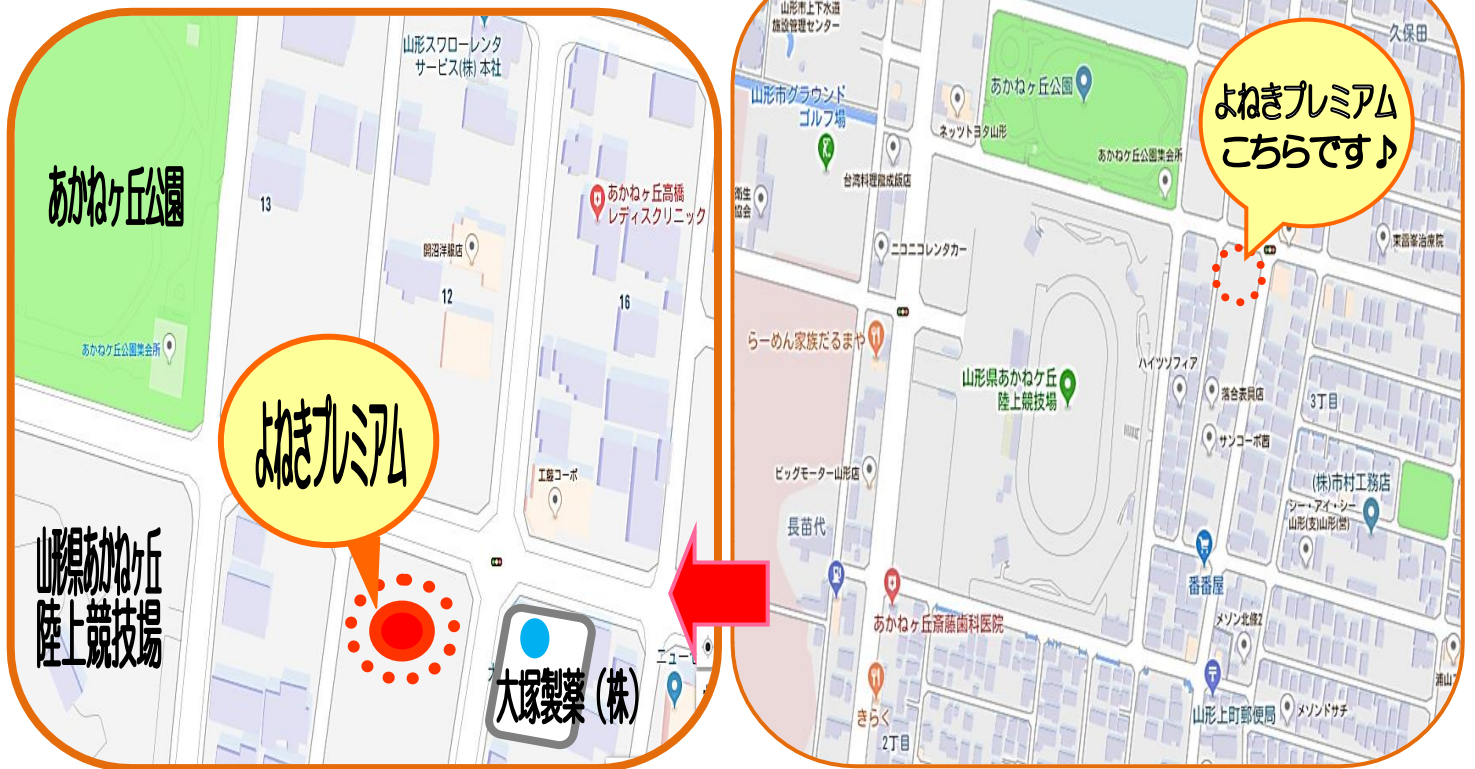 山形スワローレンタ
サービス(株) 本社
あかねヶ丘公園
13
あかねヶ丘高橋
レディスクリニック
開沼洋服店
12
16
あかねケ丘公園集会所
よねきプレミアム
工藤コーポ
山形県あかねヶ丘
陸上競技場
大塚製薬（株）
ニューセ
山形市上下水道
施設管理センター
久保田
あかねヶ丘公園
よねきプレミアム
こちらです♪
山形市グラウンド
ゴルフ場
ネッツトヨタ山形
あかねケ丘公園集会所
台湾料理龍成飯店
衛生
協会
ニコニコレンタカー
東雲峯治療院
らーめん家族だるまや
ハイツソフィア
山形県あかねケ丘
陸上競技場
落合表具店
3丁目
サンコーポ茜
ビッグモーター山形店
(株)市村工務店
シー・アイ・シー
山形(支)山形(営)
長苗代
番番屋
あかねヶ丘斎藤歯科医院
メゾン北條2
きらく
2丁目
山形上町郵便局
メゾンドサチ
浦山